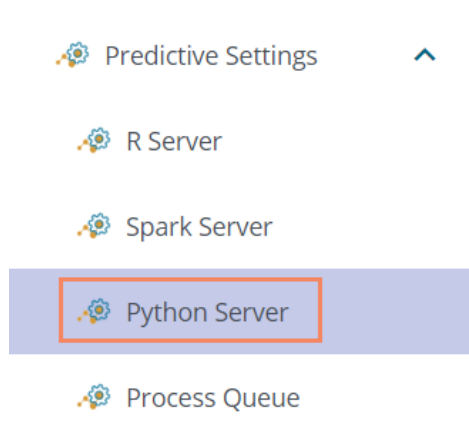 Predictive Settings
R Server
Spark Server
Python Server
Process Queue